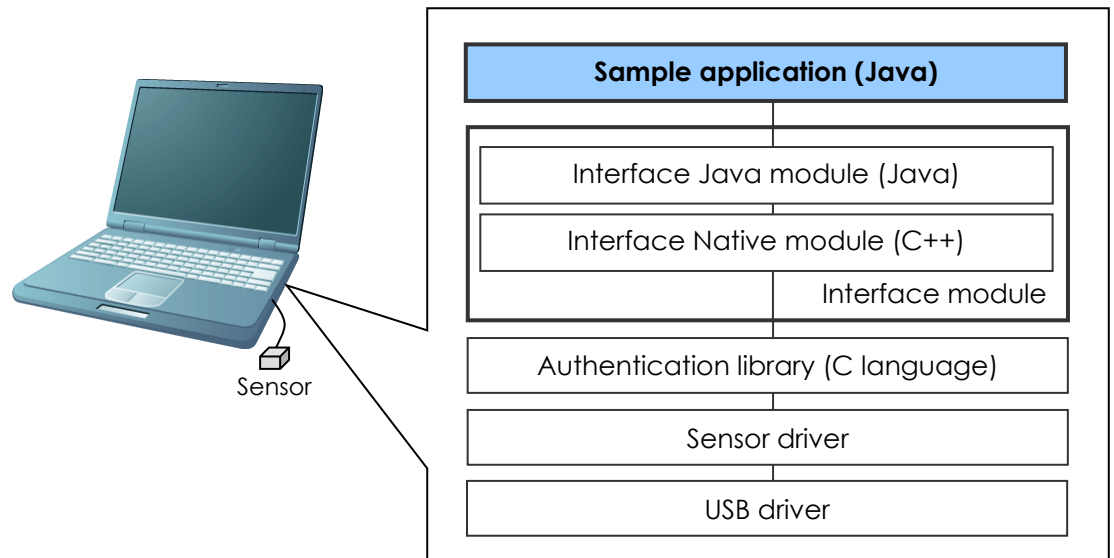 Sample application (Java)
Interface Java module (Java)
Interface Native module (C++)
Interface module
Authentication library (C language)
Sensor driver
USB driver
Sensor